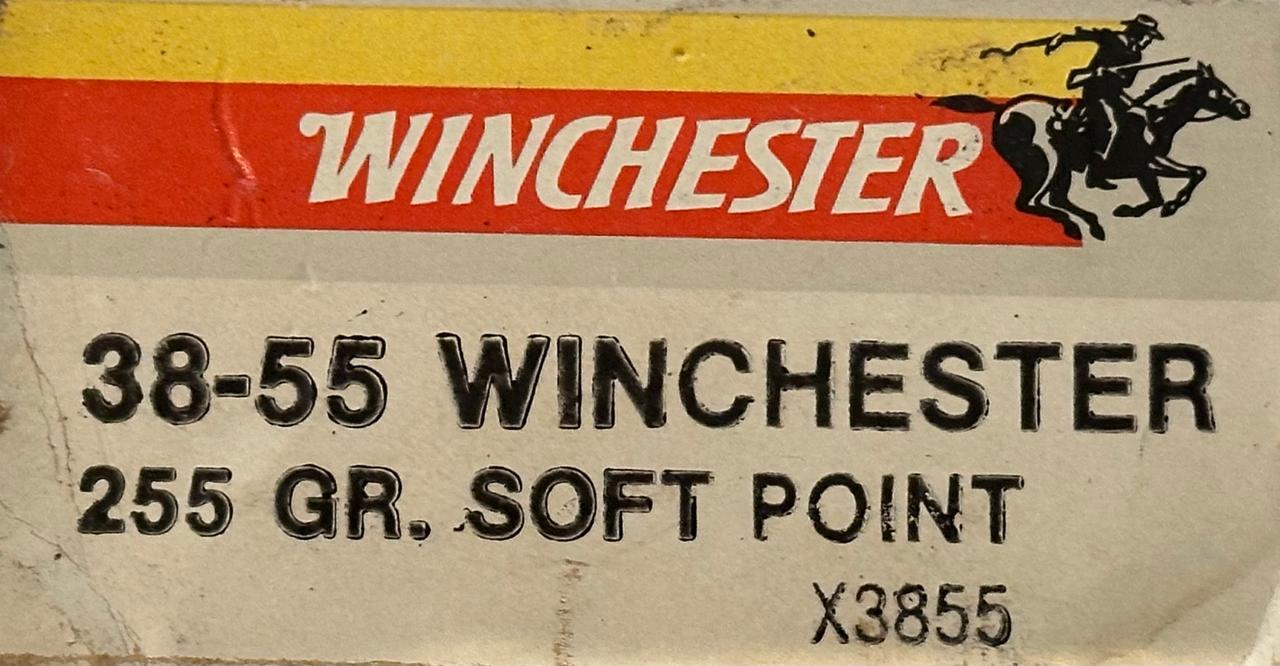 WINCHESTER
38-55 WINCHESTER
255 GR. SOFT POINT
X3855